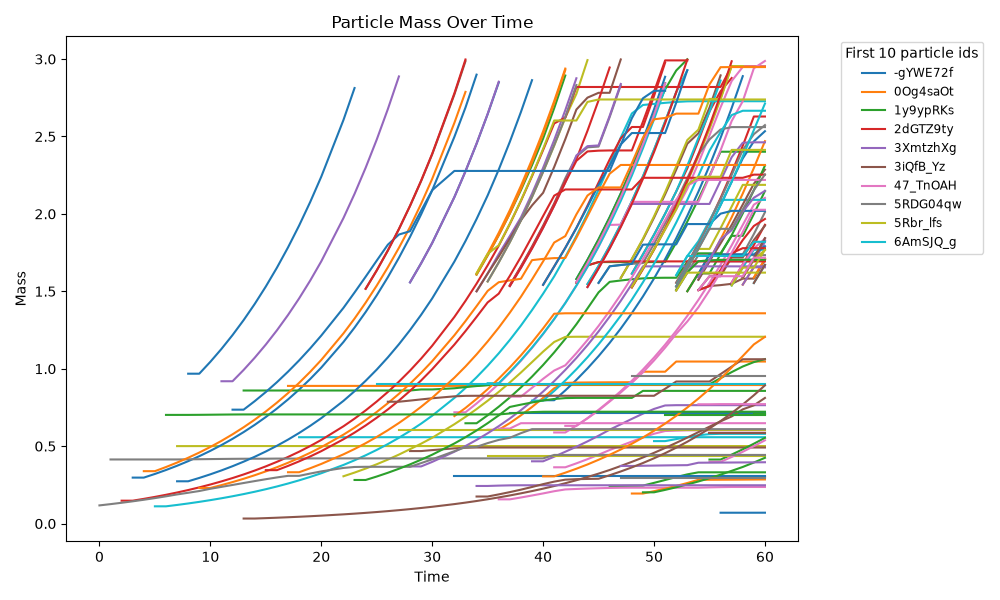 Particle Mass Over Time
Mass
3.0
2.5
2.0
1.5
1.0
0.5
0.0
0 10 20 30 40 50 60
Time
First 10 particle ids
-gYWE72f
0Og4saOt
1y9ypRKs
2dGTZ9ty
3XmtzhXg
3iQfB_Yz
47_TnOAH
5RDG04qw
5Rbr_lfs
6AmSJQ_g